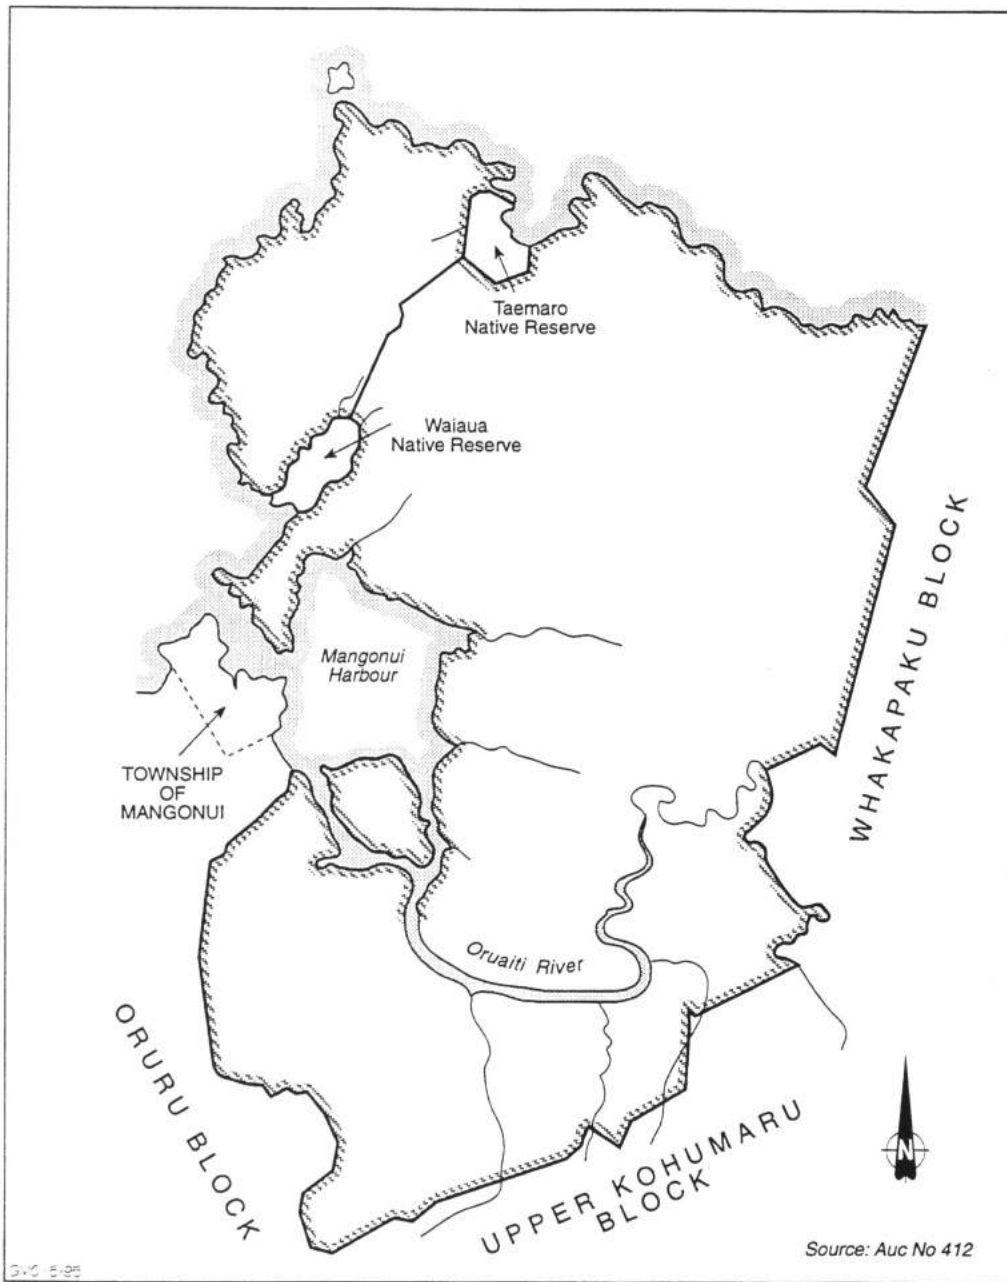 Taemaro
Native Reserve
Waiaua
Native Reserve
Mangonui
Harbour
TOWNSHIP
OF
MANGONUI
WHAKAPAKU BLOCK
Oruaiti River
ORURU BLOCK
UPPER KOHUMARU
BLOCK
N
Source: Auc No 412